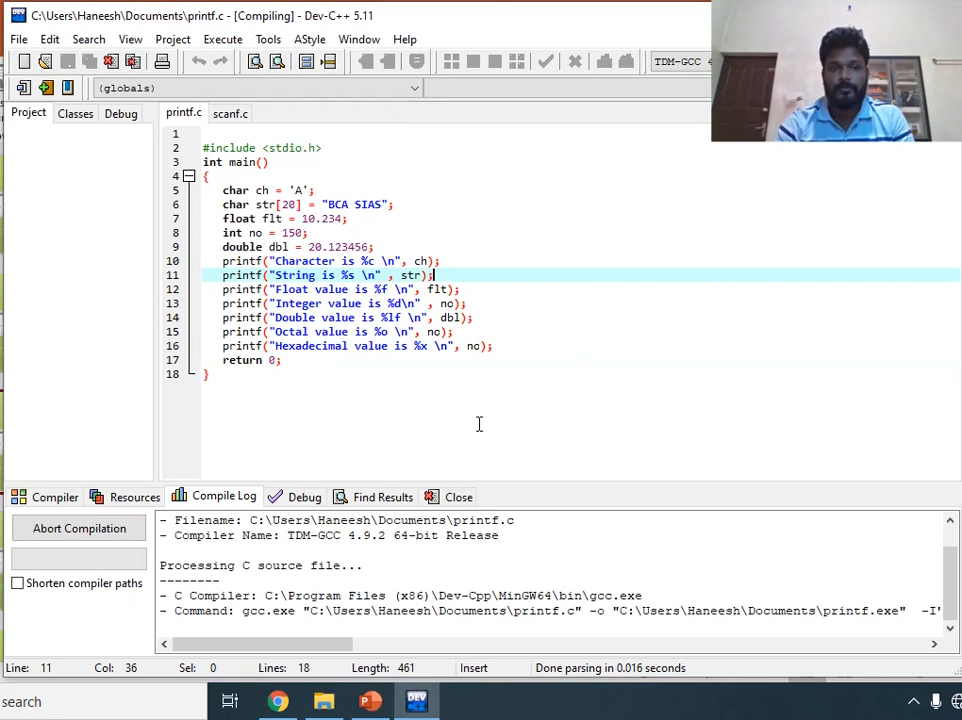 C:\Users\Haneesh\Documents\printf.c - [Compiling] - Dev-C++ 5.11
File Edit Search View Project Execute Tools AStyle Window Help
TDM-GCC 4
(globals)
Project Classes Debug printf.c scanf.c
1
2 #include <stdio.h>
3 int main()
4 {
5 char ch = 'A';
6 char str[20] = "BCA SIAS";
7 float flt = 10.234;
8 int no = 150;
9 double dbl = 20.123456;
10 printf("Character is %c \n", ch);
11 printf("String is %s \n" , str);
12 printf("Float value is %f \n", flt);
13 printf("Integer value is %d\n" , no);
14 printf("Double value is %lf \n", dbl);
15 printf("Octal value is %o \n", no);
16 printf("Hexadecimal value is %x \n", no);
17 return 0;
18 }
Compiler Resources Compile Log Debug Find Results Close
Abort Compilation
Shorten compiler paths
- Filename: C:\Users\Haneesh\Documents\printf.c
- Compiler Name: TDM-GCC 4.9.2 64-bit Release
Processing C source file...
--------
- C Compiler: C:\Program Files (x86)\Dev-Cpp\MinGW64\bin\gcc.exe
- Command: gcc.exe "C:\Users\Haneesh\Documents\printf.c" -o "C:\Users\Haneesh\Documents\printf.exe" -I"
Line: 11 Col: 36 Sel: 0 Lines: 18 Length: 461 Insert Done parsing in 0.016 seconds
search
DEV